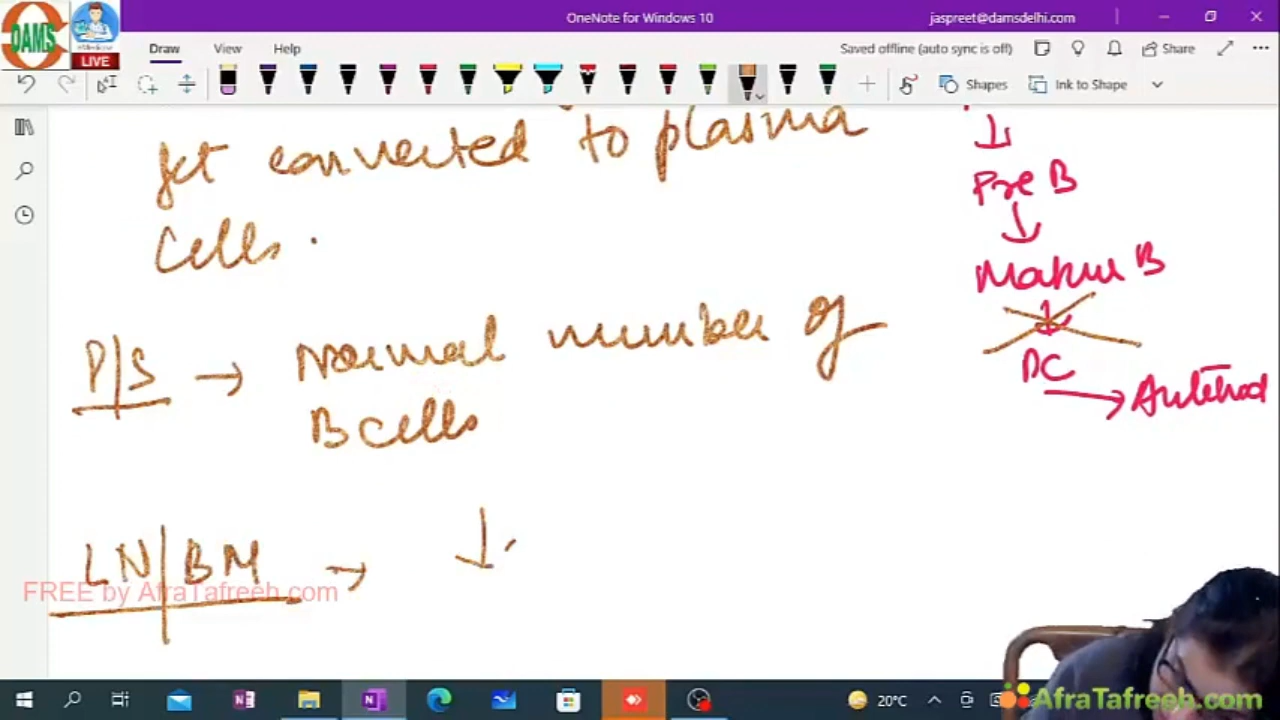 OneNote for Windows 10
jaspreet@damsdelhi.com
DAMS
eMedicoz
LIVE
Draw View Help
Saved offline (auto sync is off)
Share
Shapes
Ink to Shape
get converted to plasma
cells.
P/S → Normal number of
B cells
LN/BM → ↓
↓
Pre B
↓
Mature B
↓
PC
→ Antibod
FREE by AfraTafreeh.com
20°C
AfraTafreeh.com